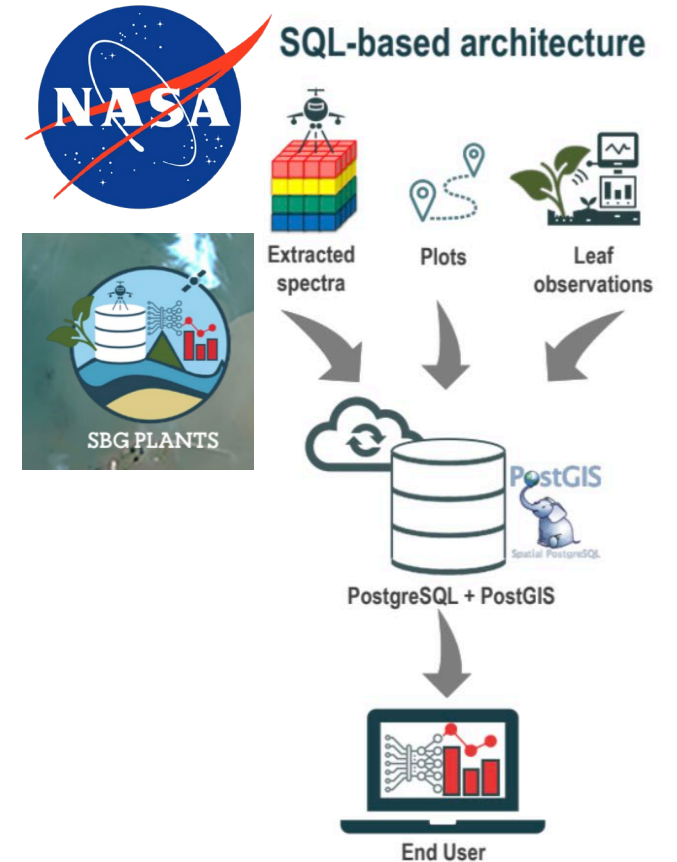 NASA
SQL-based architecture
Extracted
spectra
Plots
Leaf
observations
SBG PLANTS
PostGIS
Spatial PostgreSQL
PostgreSQL + PostGIS
End User